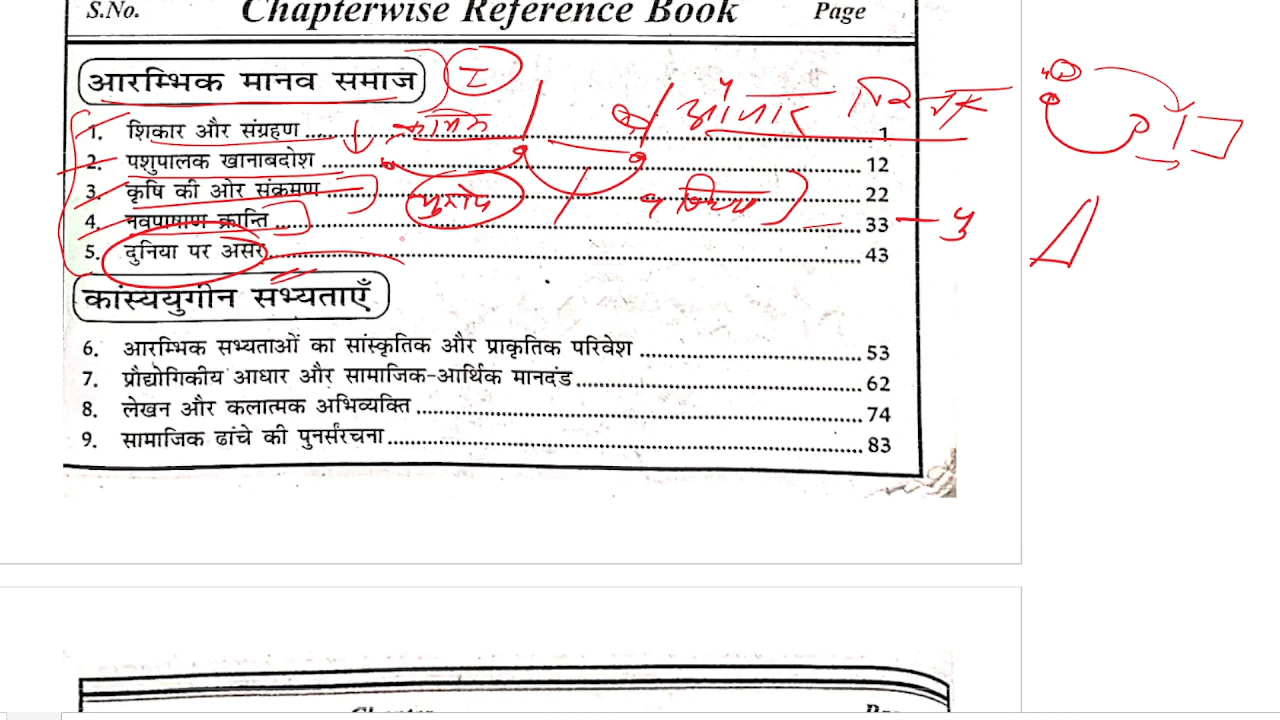 S.No. Chapterwise Reference Book Page
आरम्भिक मानव समाज
1. शिकार और संग्रहण .... 1
2. पशुपालक खानाबदोश .... 12
3. कृषि की ओर संक्रमण .... 22
4. नवपाषाण क्रान्ति .... 33
5. दुनिया पर असर .... 43
कांस्ययुगीन सभ्यताएँ
6. आरम्भिक सभ्यताओं का सांस्कृतिक और प्राकृतिक परिवेश .... 53
7. प्रौद्योगिकीय आधार और सामाजिक-आर्थिक मानदंड .... 62
8. लेखन और कलात्मक अभिव्यक्ति .... 74
9. सामाजिक ढांचे की पुनर्संरचना .... 83